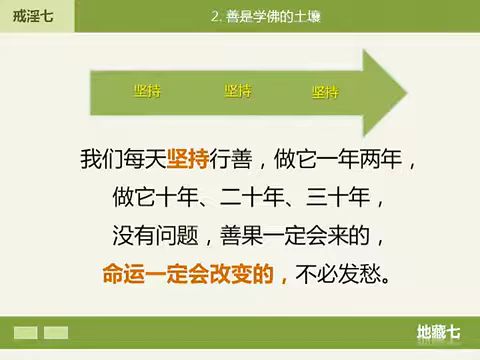 戒淫七
2. 善是学佛的土壤
坚持 坚持 坚持
我们每天坚持行善，做它一年两年，
做它十年、二十年、三十年，
没有问题，善果一定会来的，
命运一定会改变的，不必发愁。
地藏七